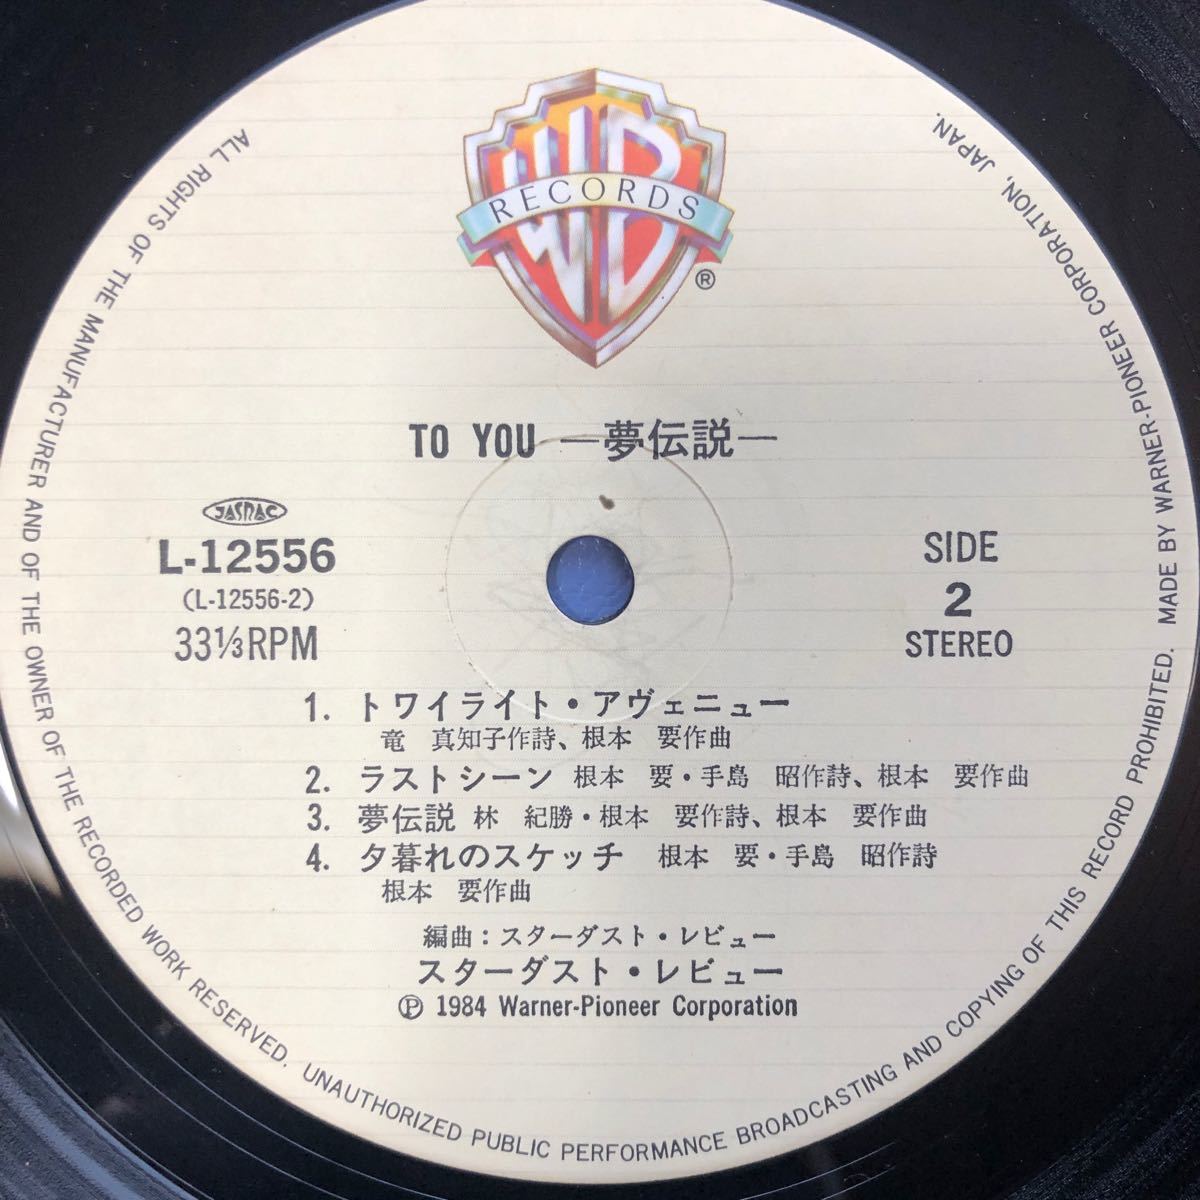 WB
RECORDS
®
TO YOU ―夢伝説―
JASRAC
L-12556
(L-12556-2)
33⅓RPM
SIDE
2
STEREO
1. トワイライト・アヴェニュー
竜 真知子作詩、根本 要作曲
2. ラストシーン 根本 要・手島 昭作詩、根本 要作曲
3. 夢伝説 林 紀勝・根本 要作詩、根本 要作曲
4. 夕暮れのスケッチ 根本 要・手島 昭作詩
根本 要作曲
編曲：スターダスト・レビュー
スターダスト・レビュー
Ⓟ 1984 Warner-Pioneer Corporation
ALL RIGHTS OF THE MANUFACTURER AND OF THE OWNER OF THE RECORDED WORK RESERVED. UNAUTHORIZED PUBLIC PERFORMANCE BROADCASTING AND COPYING OF THIS RECORD PROHIBITED. MADE BY WARNER-PIONEER CORPORATION, JAPAN.